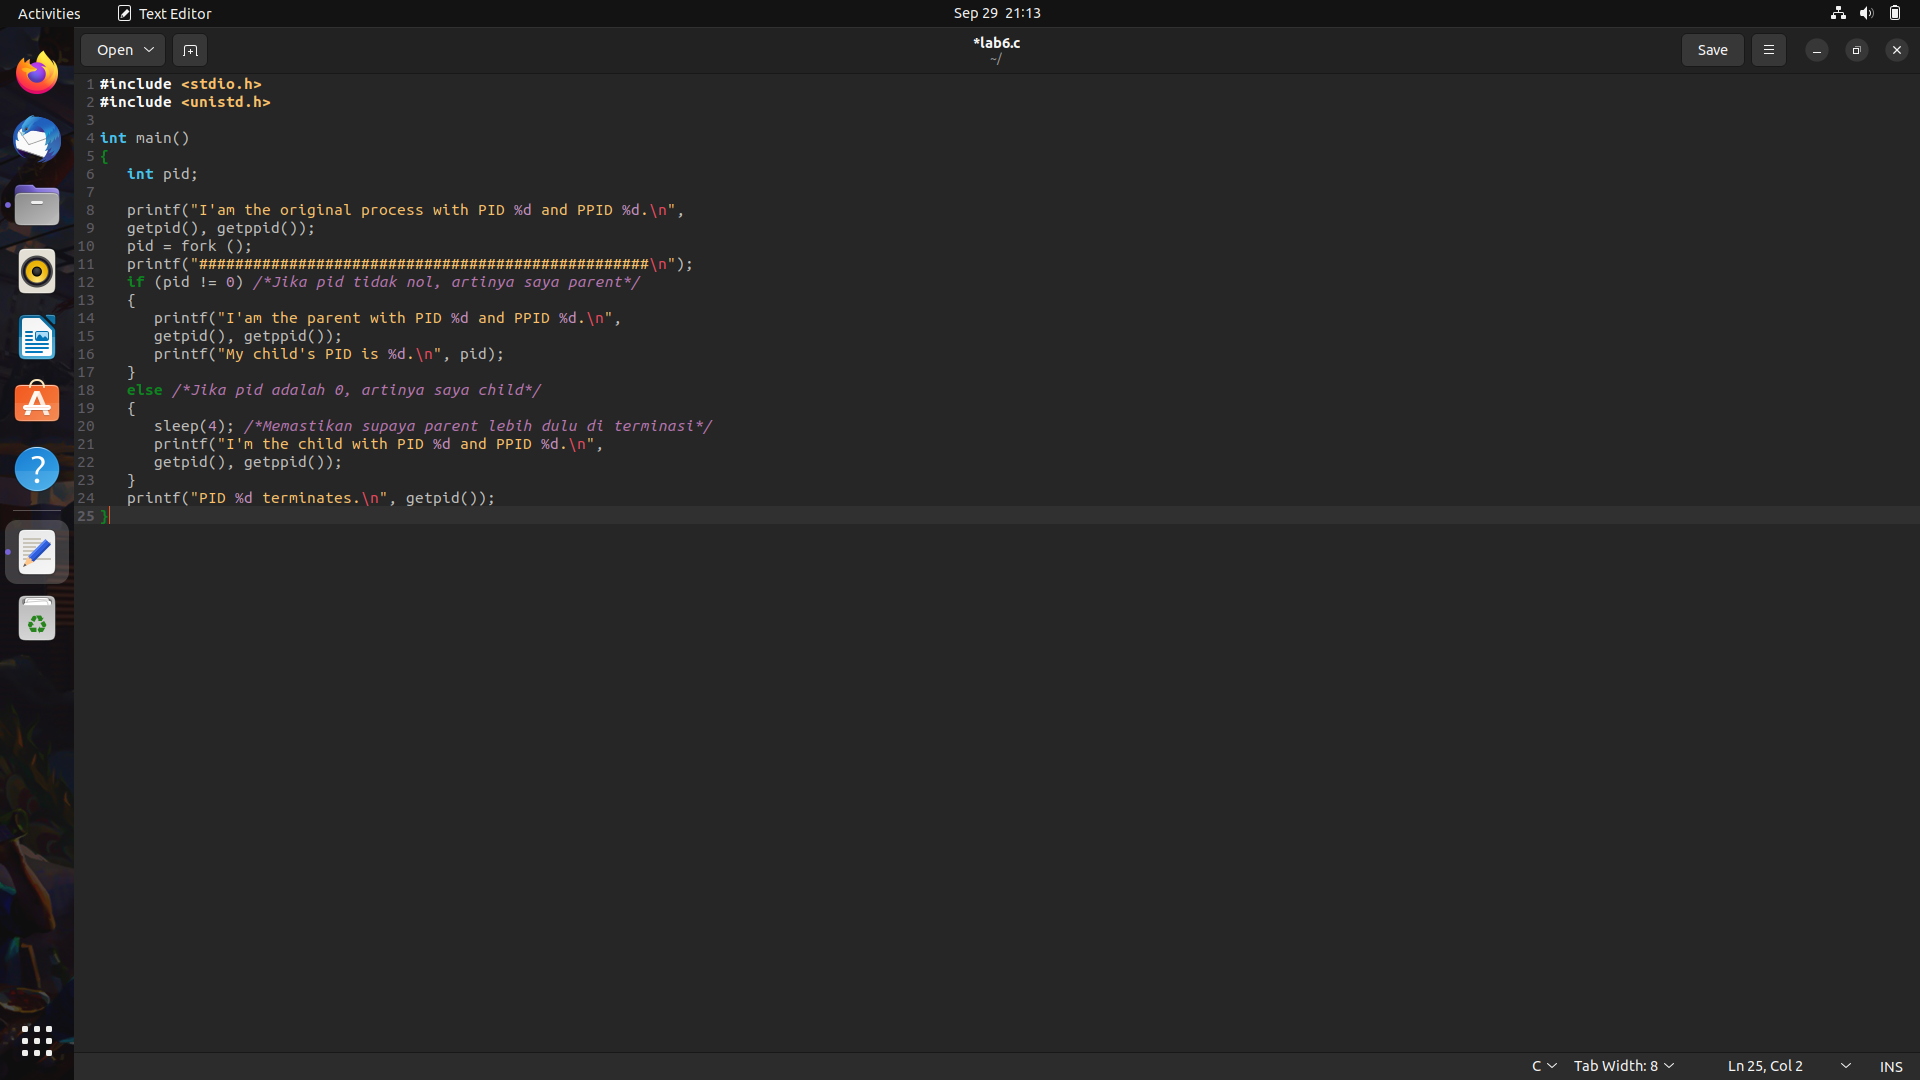 Activities
Text Editor
Sep 29 21:13
Open
*lab6.c
~/
Save
1 #include <stdio.h>
2 #include <unistd.h>
3
4 int main()
5 {
6    int pid;
7
8    printf("I'am the original process with PID %d and PPID %d.\n",
9    getpid(), getppid());
10    pid = fork ();
11    printf("##################################################\n");
12    if (pid != 0) /*Jika pid tidak nol, artinya saya parent*/
13    {
14       printf("I'am the parent with PID %d and PPID %d.\n",
15       getpid(), getppid());
16       printf("My child's PID is %d.\n", pid);
17    }
18    else /*Jika pid adalah 0, artinya saya child*/
19    {
20       sleep(4); /*Memastikan supaya parent lebih dulu di terminasi*/
21       printf("I'm the child with PID %d and PPID %d.\n",
22       getpid(), getppid());
23    }
24    printf("PID %d terminates.\n", getpid());
25 }
C
Tab Width: 8
Ln 25, Col 2
INS